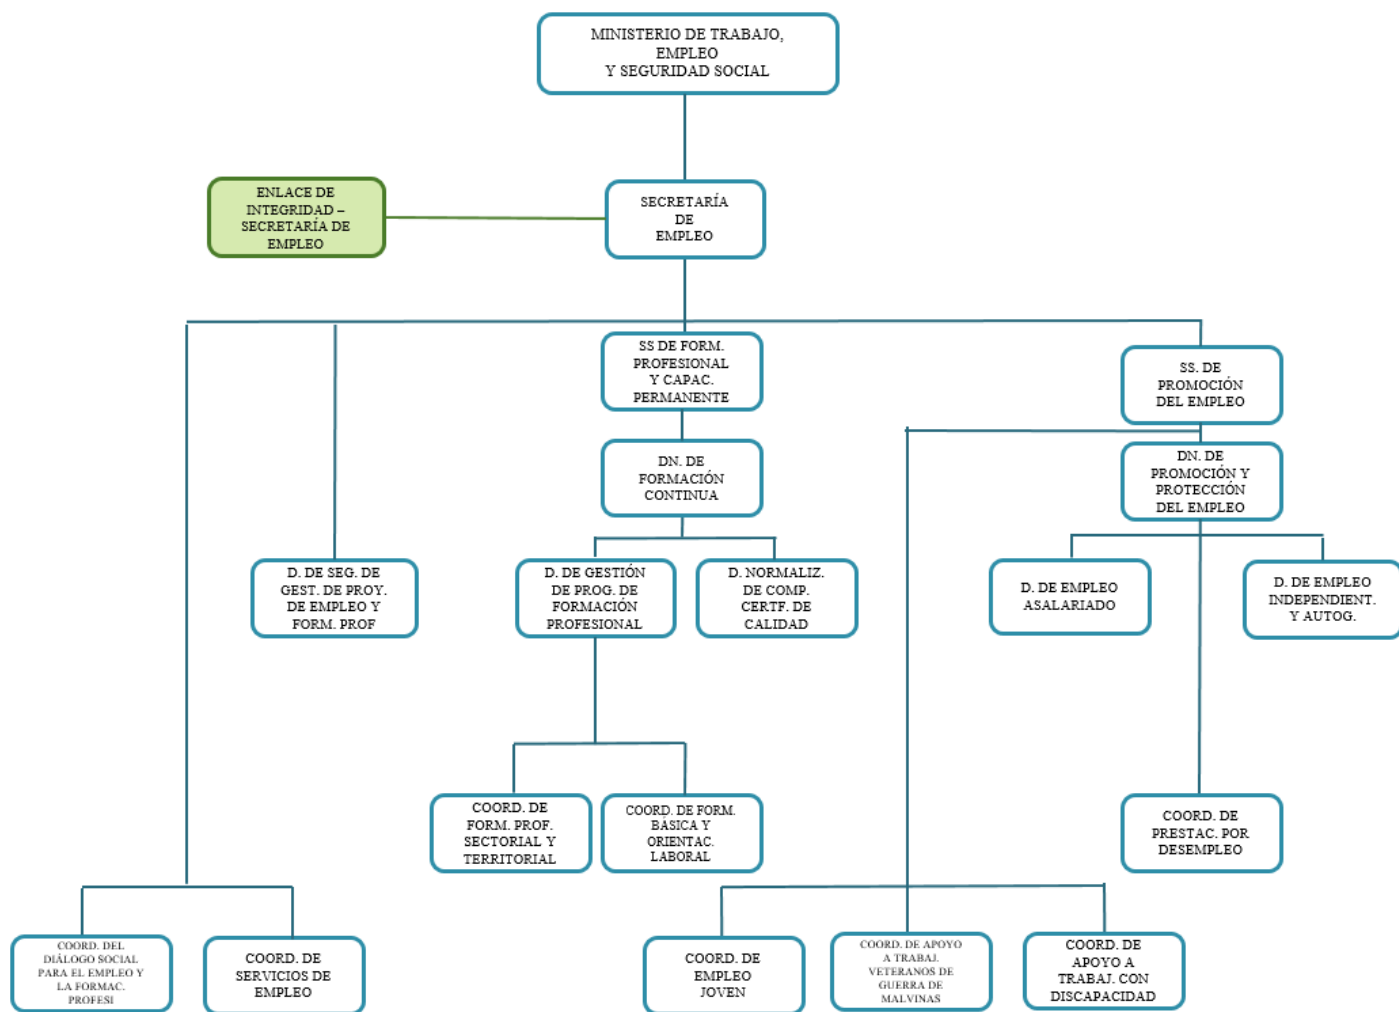 MINISTERIO DE TRABAJO,
EMPLEO
Y SEGURIDAD SOCIAL
ENLACE DE
INTEGRIDAD –
SECRETARÍA DE
EMPLEO
SECRETARÍA
DE
EMPLEO
SS DE FORM.
PROFESIONAL
Y CAPAC.
PERMANENTE
SS. DE
PROMOCIÓN
DEL EMPLEO
DN. DE
FORMACIÓN
CONTINUA
DN. DE
PROMOCIÓN Y
PROTECCIÓN
DEL EMPLEO
D. DE SEG. DE
GEST. DE PROY.
DE EMPLEO Y
FORM. PROF
D. DE GESTIÓN
DE PROG. DE
FORMACIÓN
PROFESIONAL
D. NORMALIZ.
DE COMP.
CERTF. DE
CALIDAD
D. DE EMPLEO
ASALARIADO
D. DE EMPLEO
INDEPENDIENT.
Y AUTOG.
COORD. DE
FORM. PROF.
SECTORIAL Y
TERRITORIAL
COORD. DE FORM.
BÁSICA Y
ORIENTAC.
LABORAL
COORD. DE
PRESTAC. POR
DESEMPLEO
COORD. DEL
DIÁLOGO SOCIAL
PARA EL EMPLEO Y
LA FORMAC.
PROFESI
COORD. DE
SERVICIOS DE
EMPLEO
COORD. DE
EMPLEO
JOVEN
COORD. DE APOYO
A TRABAJ.
VETERANOS DE
GUERRA DE
MALVINAS
COORD. DE
APOYO A
TRABAJ. CON
DISCAPACIDAD